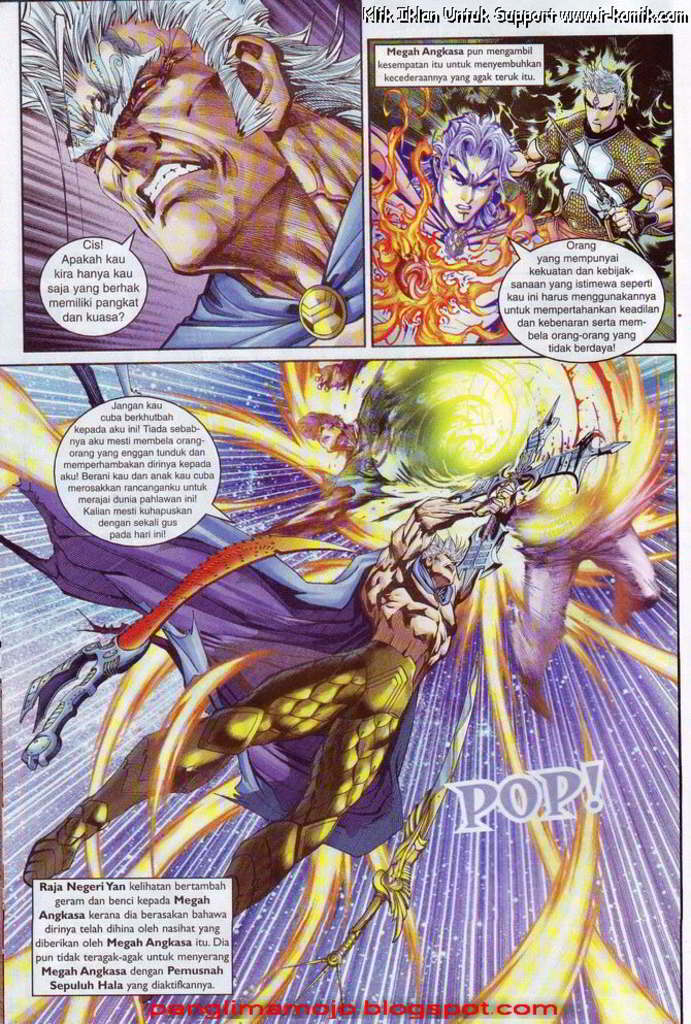 Klik Iklan Untuk Support www.ir-komik.com
Megah Angkasa pun mengambil
kesempatan itu untuk menyembuhkan
kecederaannya yang agak teruk itu.
Cis!
Apakah kau
kira hanya kau
saja yang berhak
memiliki pangkat
dan kuasa?
Orang
yang mempunyai
kekuatan dan kebijak-
sanaan yang istimewa seperti
kau ini harus menggunakannya
untuk mempertahankan keadilan
dan kebenaran serta mem-
bela orang-orang yang
tidak berdaya!
Jangan kau
cuba berkhutbah
kepada aku ini! Tiada sebab-
nya aku mesti membela orang-
orang yang enggan tunduk dan
memperhambakan dirinya kepada
aku! Berani kau dan anak kau cuba
merosakkan rancanganku untuk
merajai dunia pahlawan ini!
Kalian mesti kuhapuskan
dengan sekali gus
pada hari ini!
POP!
Raja Negeri Yan kelihatan bertambah
geram dan benci kepada Megah
Angkasa kerana dia berasakan bahawa
dirinya telah dihina oleh nasihat yang
diberikan oleh Megah Angkasa itu. Dia
pun tidak teragak-agak untuk menyerang
Megah Angkasa dengan Pemusnah
Sepuluh Hala yang diaktifkannya.
panglimamojo.blogspot.com